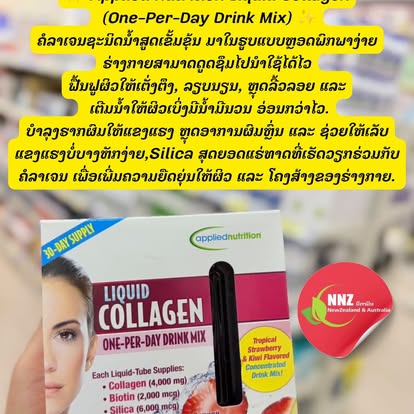 Applied Nutrition Liquid Collagen
(One-Per-Day Drink Mix) ✨
ຄໍລາເຈນຊະນິດນ້ຳສູດເຂັ້ມຂຸ້ນ ມາໃນຮູບແບບຫຼອດພົກພາງ່າຍ
ຮ່າງກາຍສາມາດດູດຊຶມໄປນຳໃຊ້ໄດ້ໄວ
ຟື້ນຟູຜິວໃຫ້ເຕັ່ງຕຶງ, ລຽບນຽນ, ຫຼຸດລິ້ວລອຍ ແລະ
ເຕີມນ້ຳໃຫ້ຜິວເບິ່ງມີນ້ຳມີນວນ ອ່ອນກວ່າໄວ.
ບຳລຸງຮາກຜົມໃຫ້ແຂງແຮງ ຫຼຸດອາການຜົມຫຼົ່ນ ແລະ ຊ່ວຍໃຫ້ເລັບ
ແຂງແຮງບໍ່ບາງຫັກງ່າຍ,Silica ສຸດຍອດແຮ່ທາດທີ່ເຮັດວຽກຮ່ວມກັບ
ຄໍລາເຈນ ເພື່ອເພີ່ມຄວາມຍືດຍຸ່ນໃຫ້ຜິວ ແລະ ໂຄງສ້າງຂອງຮ່າງກາຍ.
30-DAY SUPPLY
appliednutrition
LIQUID
COLLAGEN
ONE-PER-DAY DRINK MIX
Each Liquid-Tube Supplies:
• Collagen (4,000 mg)
• Biotin (2,000 mcg)
• Silica (6,000 mcg)
Tropical
Strawberry
& Kiwi Flavored
Concentrated
Drink Mix!
NNZ
NewZealand & Australia